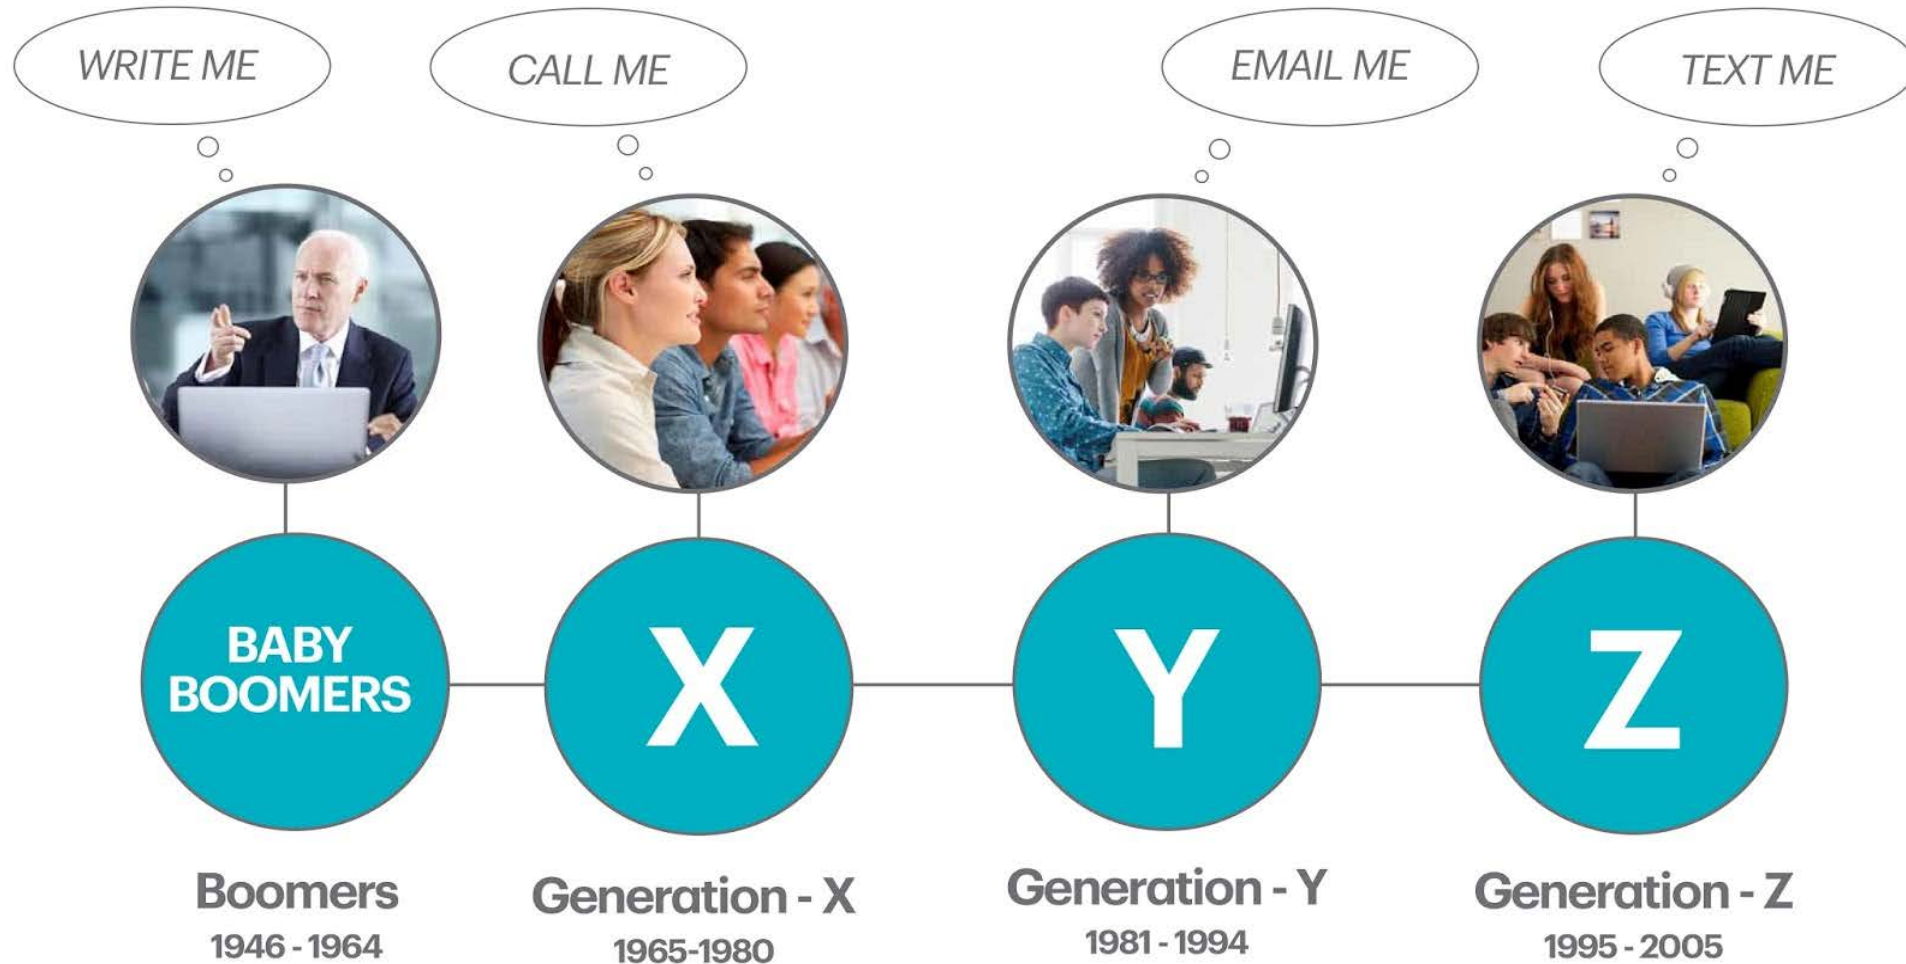 WRITE ME
CALL ME
EMAIL ME
TEXT ME
BABY
BOOMERS
X
Y
Z
Boomers
1946 - 1964
Generation - X
1965-1980
Generation - Y
1981 - 1994
Generation - Z
1995 - 2005